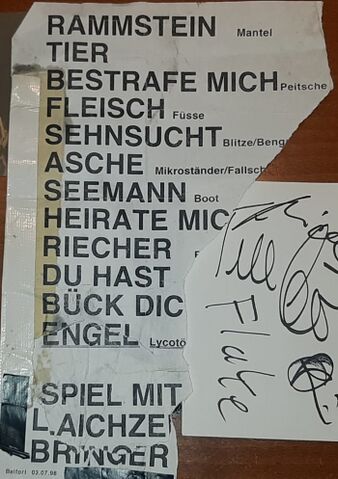 RAMMSTEIN Mantel
TIER
BESTRAFE MICH Peitsche
FLEISCH Füsse
SEHNSUCHT Blitze/Beng
ASCHE Mikroständer/Fallsch
SEEMANN Boot
HEIRATE MIC
RIECHER
DU HAST
BÜCK DIC
ENGEL Lycotö
SPIEL MIT
L.AICHZE
BRINGER
Belfort 03.07.98
Flake